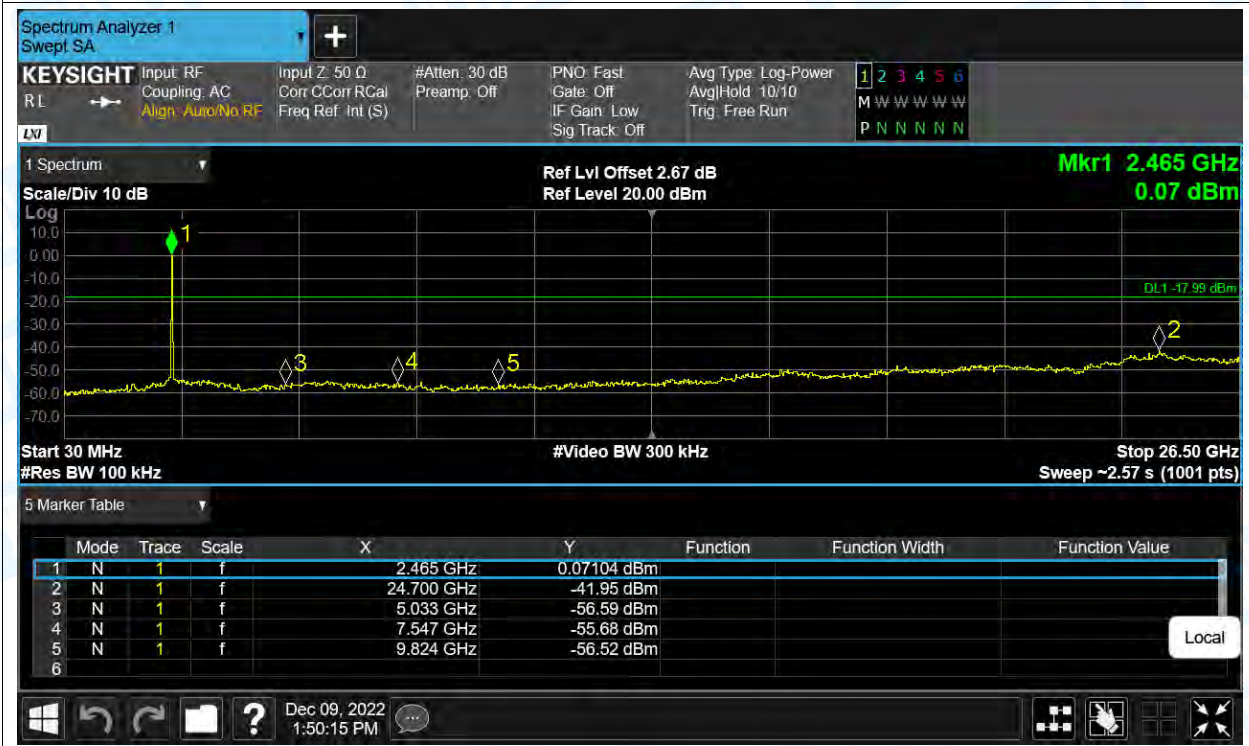 Spectrum Analyzer 1
Swept SA
KEYSIGHT Input: RF Input Z: 50 Ω #Atten: 30 dB PNO: Fast Avg Type: Log-Power 1 2 3 4 5 6
RL Coupling: AC Corr CCorr RCal Preamp: Off Gate: Off Avg|Hold: 10/10 M W W W W W
Align: Auto/No RF Freq Ref: Int (S) IF Gain: Low Trig: Free Run
LXI Sig Track: Off P N N N N N
1 Spectrum Ref Lvl Offset 2.67 dB Mkr1 2.465 GHz
Scale/Div 10 dB Ref Level 20.00 dBm 0.07 dBm
Log
10.0
1
0.00
-10.0
DL1 -17.99 dBm
-20.0
-30.0
2
-40.0
3 4 5
-50.0
-60.0
-70.0
Start 30 MHz #Video BW 300 kHz Stop 26.50 GHz
#Res BW 100 kHz Sweep ~2.57 s (1001 pts)
5 Marker Table
Mode Trace Scale X Y Function Function Width Function Value
1 N 1 f 2.465 GHz 0.07104 dBm
2 N 1 f 24.700 GHz -41.95 dBm
3 N 1 f 5.033 GHz -56.59 dBm
4 N 1 f 7.547 GHz -55.68 dBm
5 N 1 f 9.824 GHz -56.52 dBm
6
Local
? Dec 09, 2022
1:50:15 PM